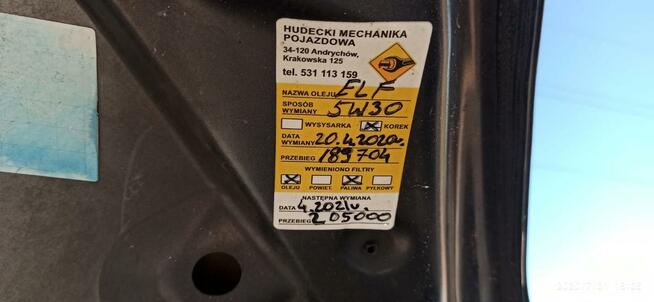 HUDECKI MECHANIKA
POJAZDOWA
34-120 Andrychów,
Krakowska 125
tel. 531 113 159
NAZWA OLEJU ELF
SPOSÓB WYMIANY 5W30
WYSYSARKA KOREK
DATA WYMIANY 20.4.2020r.
PRZEBIEG 189704
WYMIENIONO FILTRY
OLEJU POWIET. PALIWA PYŁKOWY
NASTĘPNA WYMIANA
DATA 4.2021r.
PRZEBIEG 205000